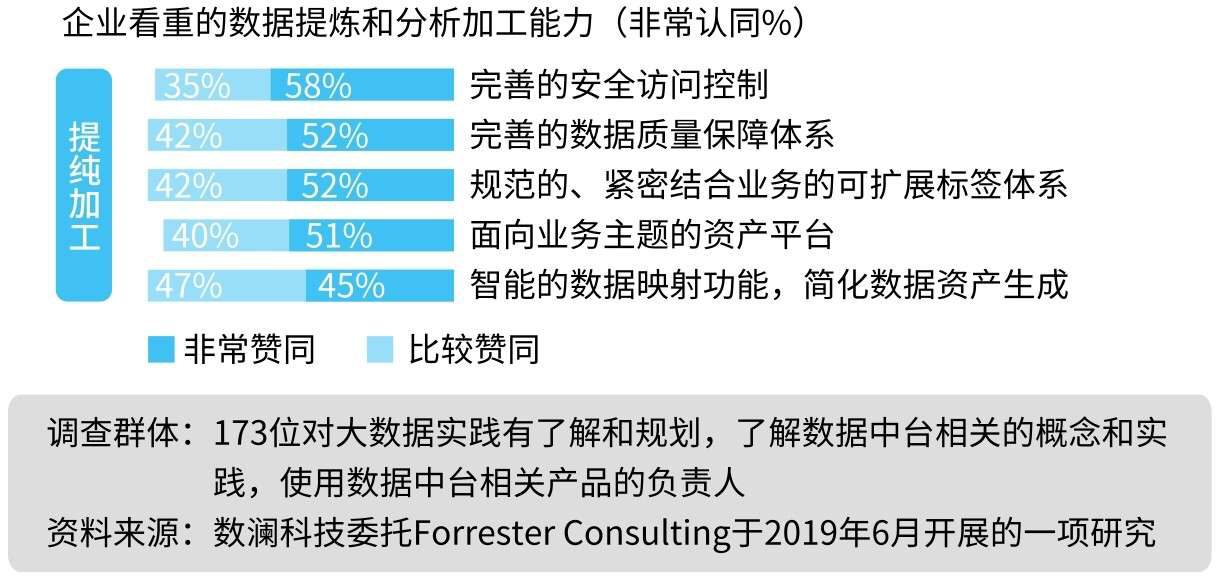 企业看重的数据提炼和分析加工能力（非常认同%）
提纯加工
35% 58% 完善的安全访问控制
42% 52% 完善的数据质量保障体系
42% 52% 规范的、紧密结合业务的可扩展标签体系
40% 51% 面向业务主题的资产平台
47% 45% 智能的数据映射功能，简化数据资产生成
非常赞同 比较赞同
调查群体：173位对大数据实践有了解和规划，了解数据中台相关的概念和实
践，使用数据中台相关产品的负责人
资料来源：数澜科技委托Forrester Consulting于2019年6月开展的一项研究